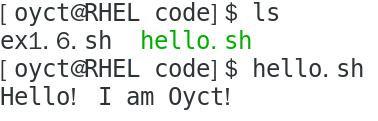 [oyct@RHEL code]$ ls
ex1.6.sh  hello.sh
[oyct@RHEL code]$ hello.sh
Hello! I am Oyct!